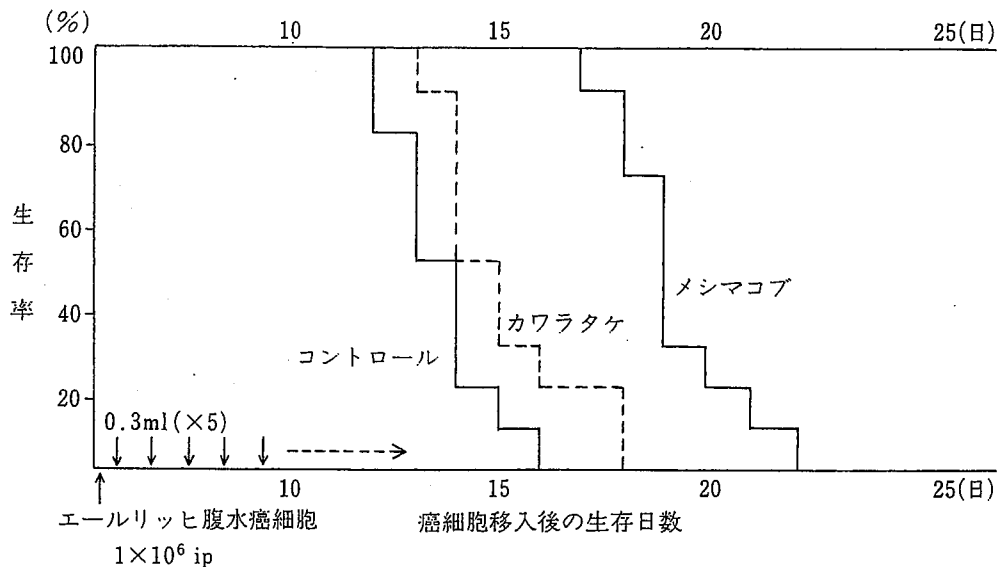 (%)
10 15 20 25(日)
100
80
60
40
20
生存率
メシマコブ
カワラタケ
コントロール
0.3ml(×5)
10 15 20 25(日)
エールリッヒ腹水癌細胞
1×10⁶ ip
癌細胞移入後の生存日数